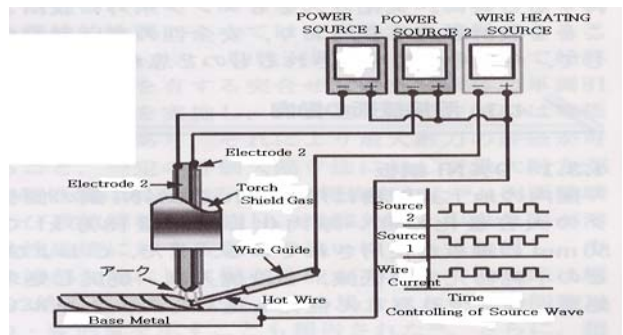 POWER
SOURCE 1
POWER
SOURCE 2
WIRE HEATING
SOURCE
Electrode 2
Electrode 2
Torch
Shield Gas
Wire Guide
アーク
Hot Wire
Base Metal
Source
2
Source
1
Wire
Current
Time
Controlling of Source Wave